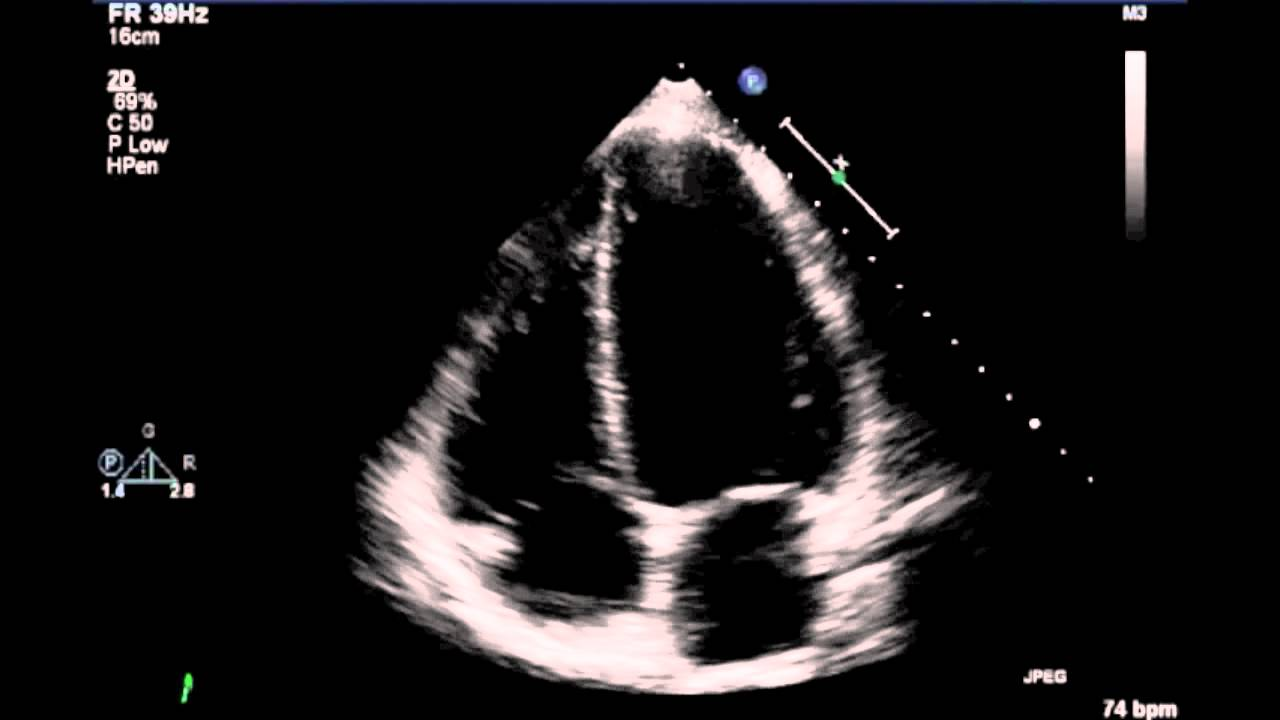 FR 39Hz
16cm
2D
69%
C 50
P Low
HPen
M3
P
G
P R
1.4 2.8
JPEG
74 bpm